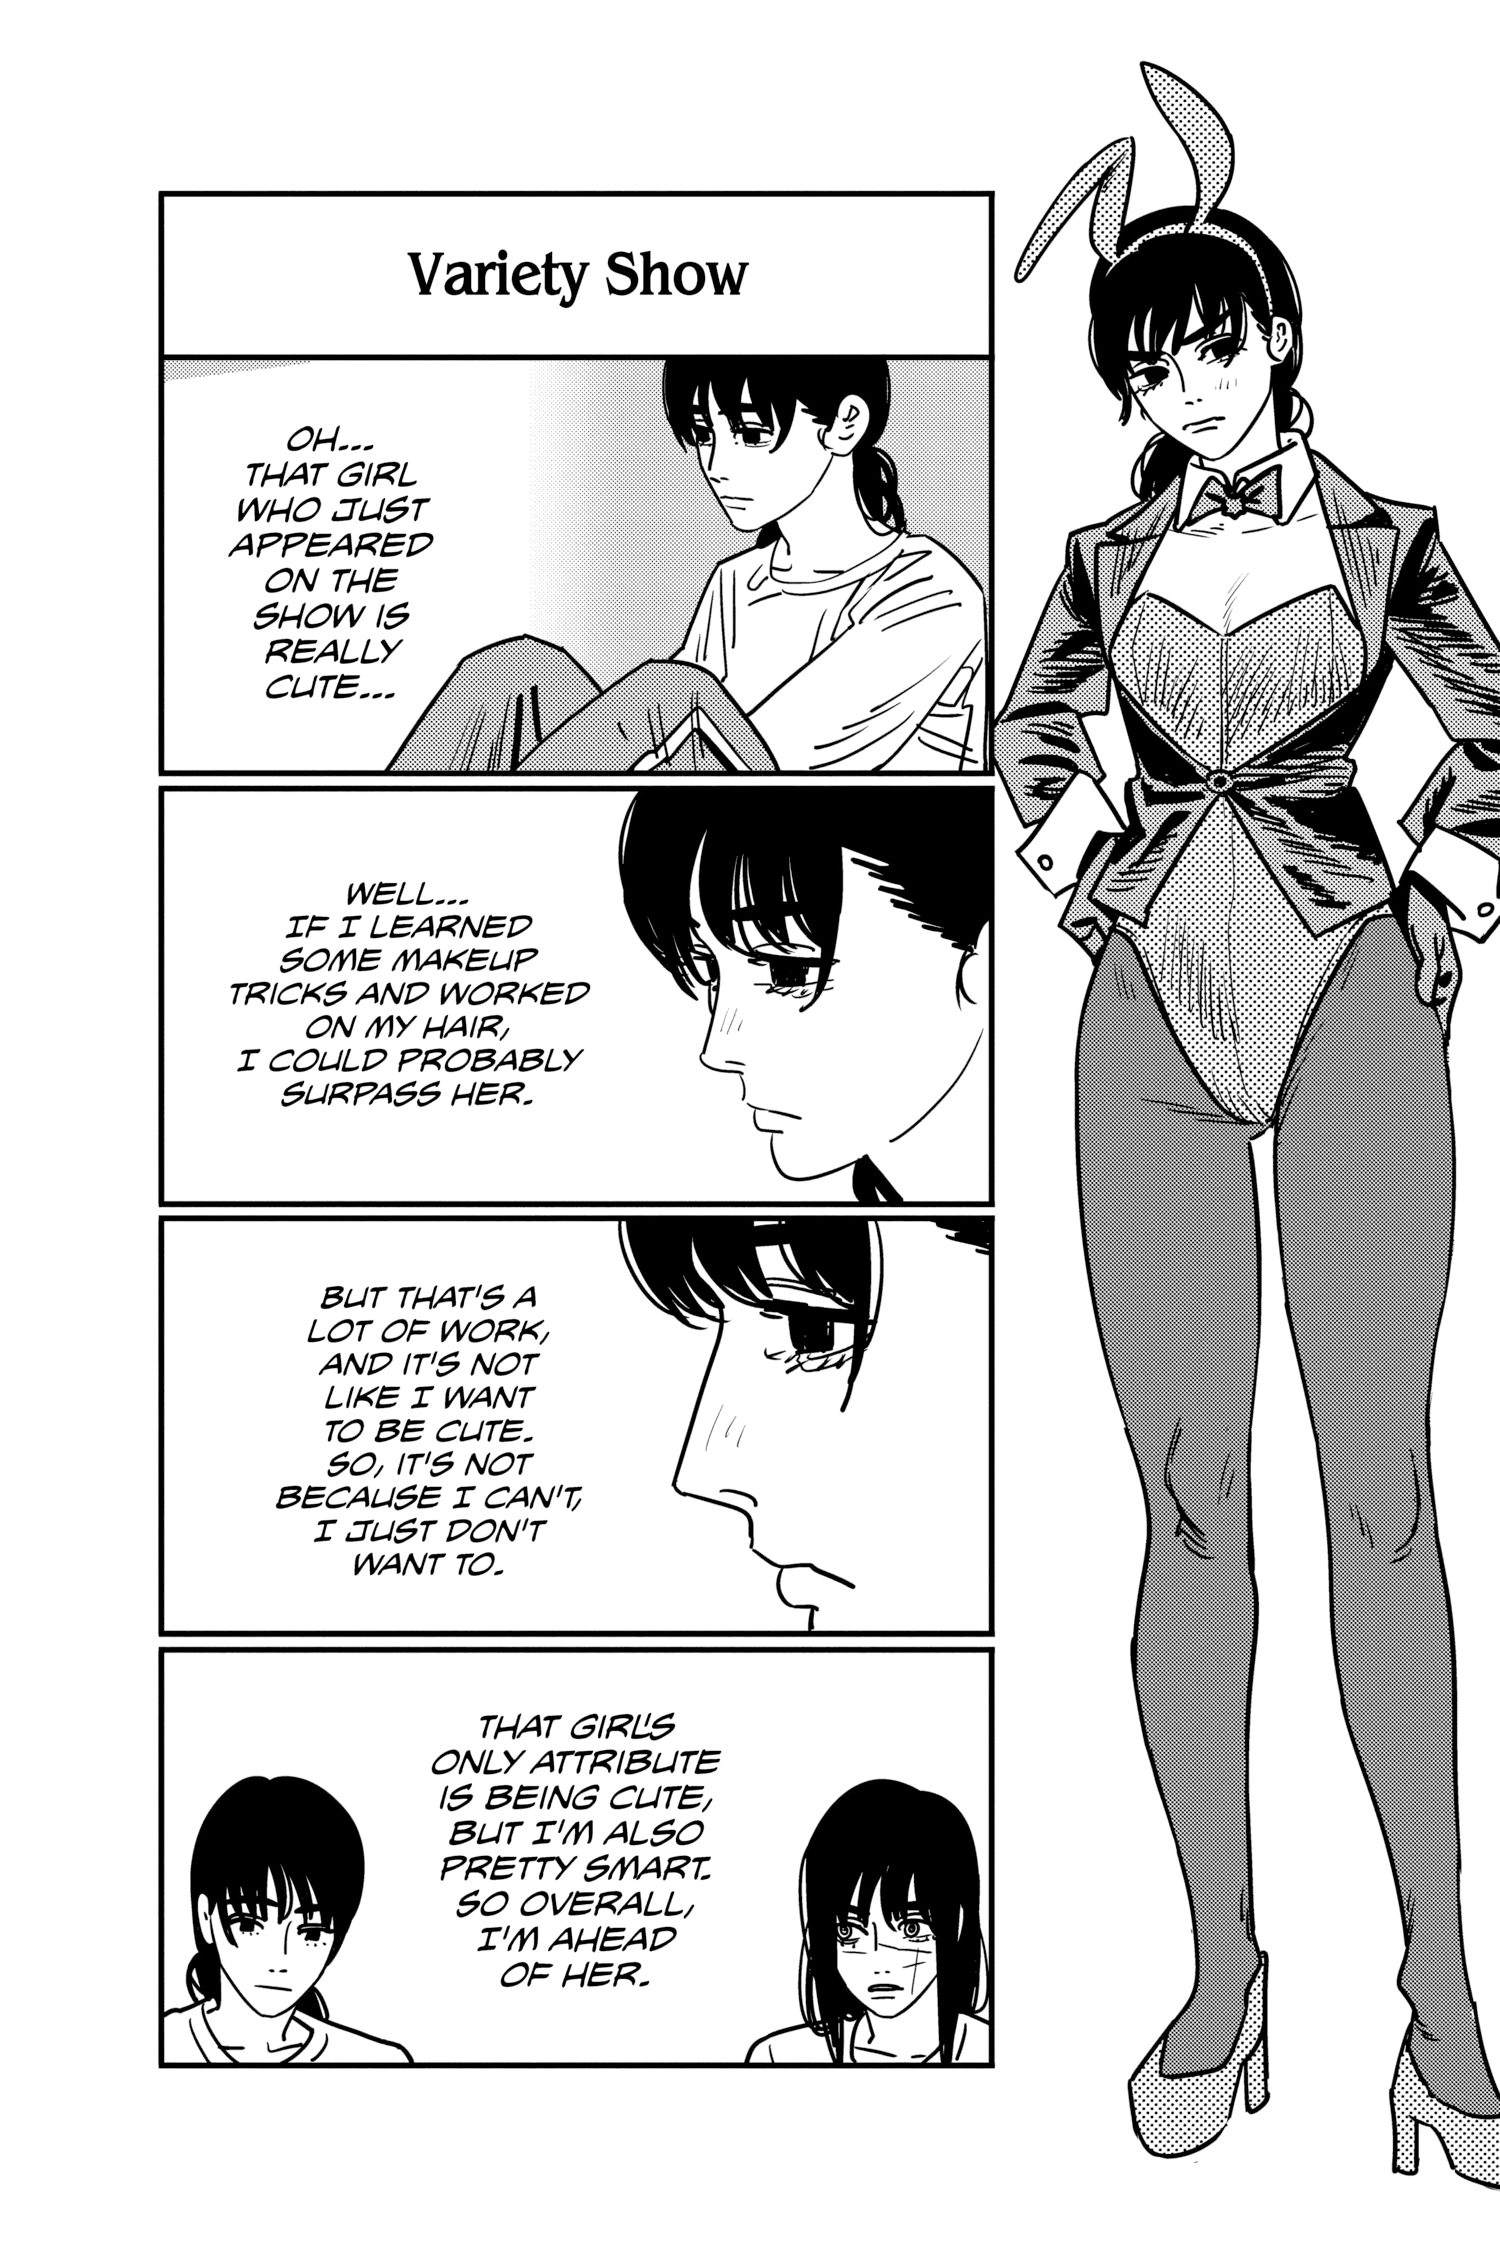 Variety Show
OH...
THAT GIRL
WHO JUST
APPEARED
ON THE
SHOW IS
REALLY
CUTE...
WELL...
IF I LEARNED
SOME MAKEUP
TRICKS AND WORKED
ON MY HAIR,
I COULD PROBABLY
SURPASS HER.
BUT THAT'S A
LOT OF WORK,
AND IT'S NOT
LIKE I WANT
TO BE CUTE.
SO, IT'S NOT
BECAUSE I CAN'T,
I JUST DON'T
WANT TO.
THAT GIRL'S
ONLY ATTRIBUTE
IS BEING CUTE,
BUT I'M ALSO
PRETTY SMART.
SO OVERALL,
I'M AHEAD
OF HER.